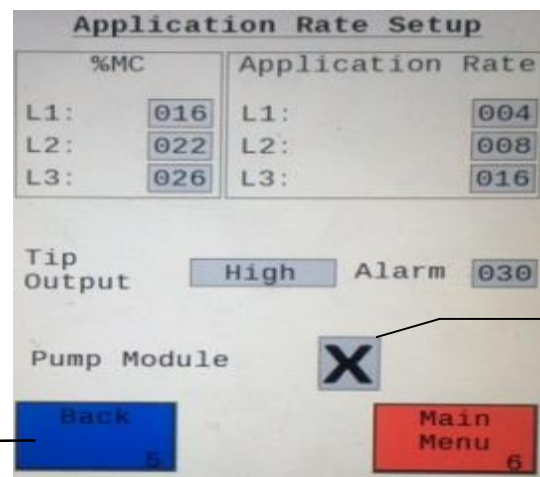 Application Rate Setup
%MC Application Rate
L1: 016 L1: 004
L2: 022 L2: 008
L3: 026 L3: 016
Tip
Output High Alarm 030
Pump Module X
Back Main
Menu
5 6